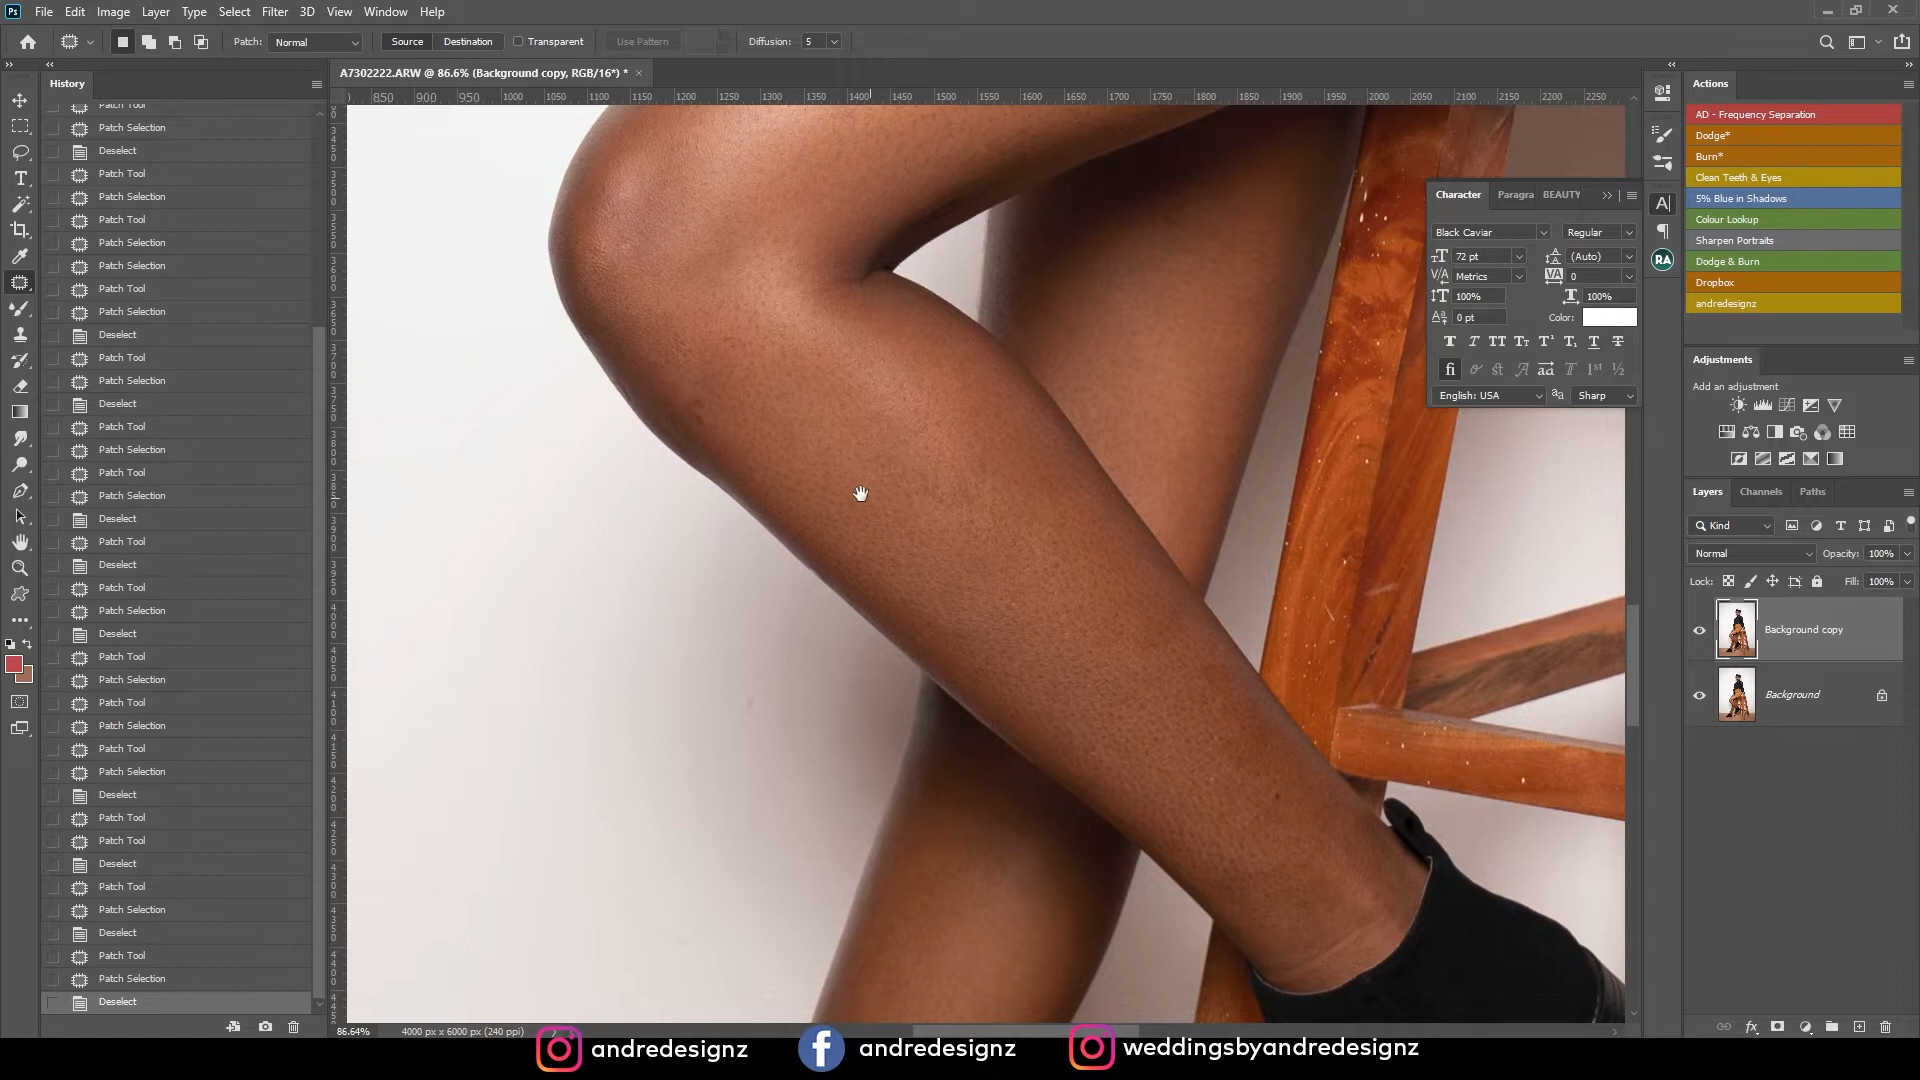 Ps File Edit Image Layer Type Select Filter 3D View Window Help
Patch: Normal Source Destination Transparent Use Pattern Diffusion: 5
A7302222.ARW @ 86.6% (Background copy, RGB/16*) * ×
850 900 950 1000 1050 1100 1150 1200 1250 1300 1350 1400 1450 1500 1550 1600 1650 1700 1750 1800 1850 1900 1950 2000 2050 2100 2150 2200 2250
History
Patch Tool
Patch Selection
Deselect
Patch Tool
Patch Selection
Patch Tool
Patch Selection
Patch Selection
Patch Tool
Patch Selection
Deselect
Patch Tool
Patch Selection
Deselect
Patch Tool
Patch Selection
Patch Tool
Patch Selection
Deselect
Patch Tool
Deselect
Patch Tool
Patch Selection
Deselect
Patch Tool
Patch Selection
Patch Tool
Patch Selection
Patch Tool
Patch Selection
Deselect
Patch Tool
Patch Tool
Deselect
Patch Tool
Patch Selection
Deselect
Patch Tool
Patch Selection
Deselect
Character Paragra BEAUTY
Black Caviar Regular
72 pt (Auto)
Metrics 0
100% 100%
0 pt Color:
English: USA Sharp
RA
Actions
AD - Frequency Separation
Dodge*
Burn*
Clean Teeth & Eyes
5% Blue in Shadows
Colour Lookup
Sharpen Portraits
Dodge & Burn
Dropbox
andredesignz
Adjustments
Add an adjustment
Layers Channels Paths
Kind
Normal Opacity: 100%
Lock: Fill: 100%
Background copy
Background
86.64% 4000 px x 6000 px (240 ppi)
andredesignz andredesignz weddingsbyandredesignz